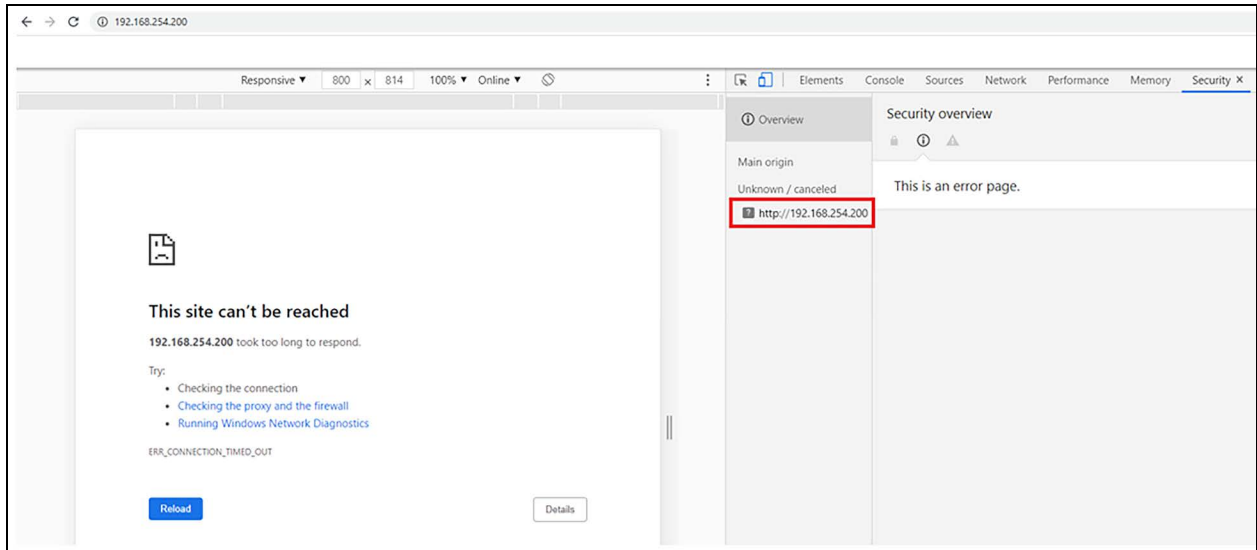 192.168.254.200
Responsive ▼ 800 x 814 100% ▼ Online ▼
Elements Console Sources Network Performance Memory Security ×
Overview
Main origin
Unknown / canceled
http://192.168.254.200
Security overview
This is an error page.
This site can't be reached
192.168.254.200 took too long to respond.
Try:
• Checking the connection
• Checking the proxy and the firewall
• Running Windows Network Diagnostics
ERR_CONNECTION_TIMED_OUT
Reload Details